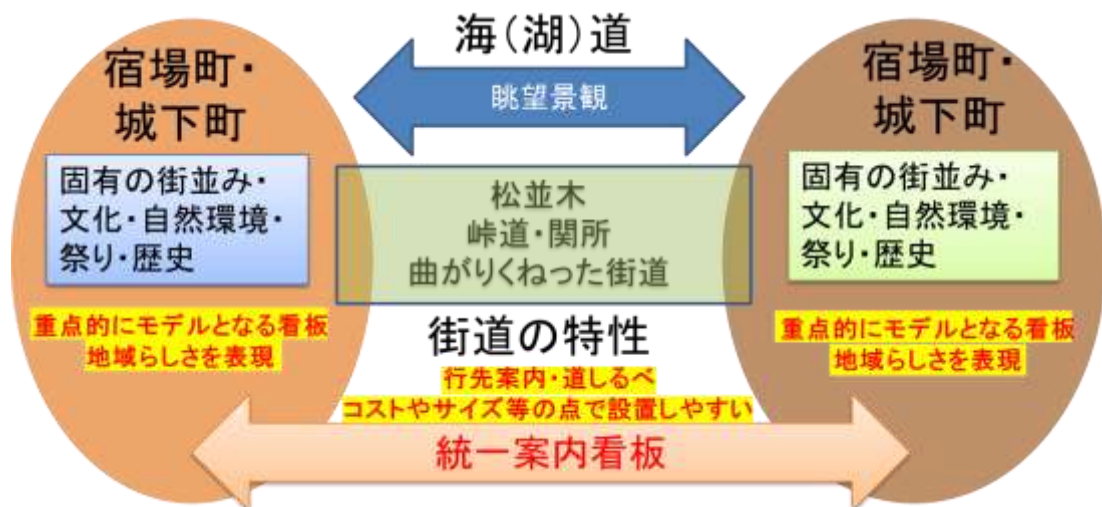 宿場町・
城下町
固有の街並み・
文化・自然環境・
祭り・歴史
重点的にモデルとなる看板
地域らしさを表現
海(湖)道
眺望景観
松並木
峠道・関所
曲がりくねった街道
街道の特性
行先案内・道しるべ
コストやサイズ等の点で設置しやすい
統一案内看板
宿場町・
城下町
固有の街並み・
文化・自然環境・
祭り・歴史
重点的にモデルとなる看板
地域らしさを表現